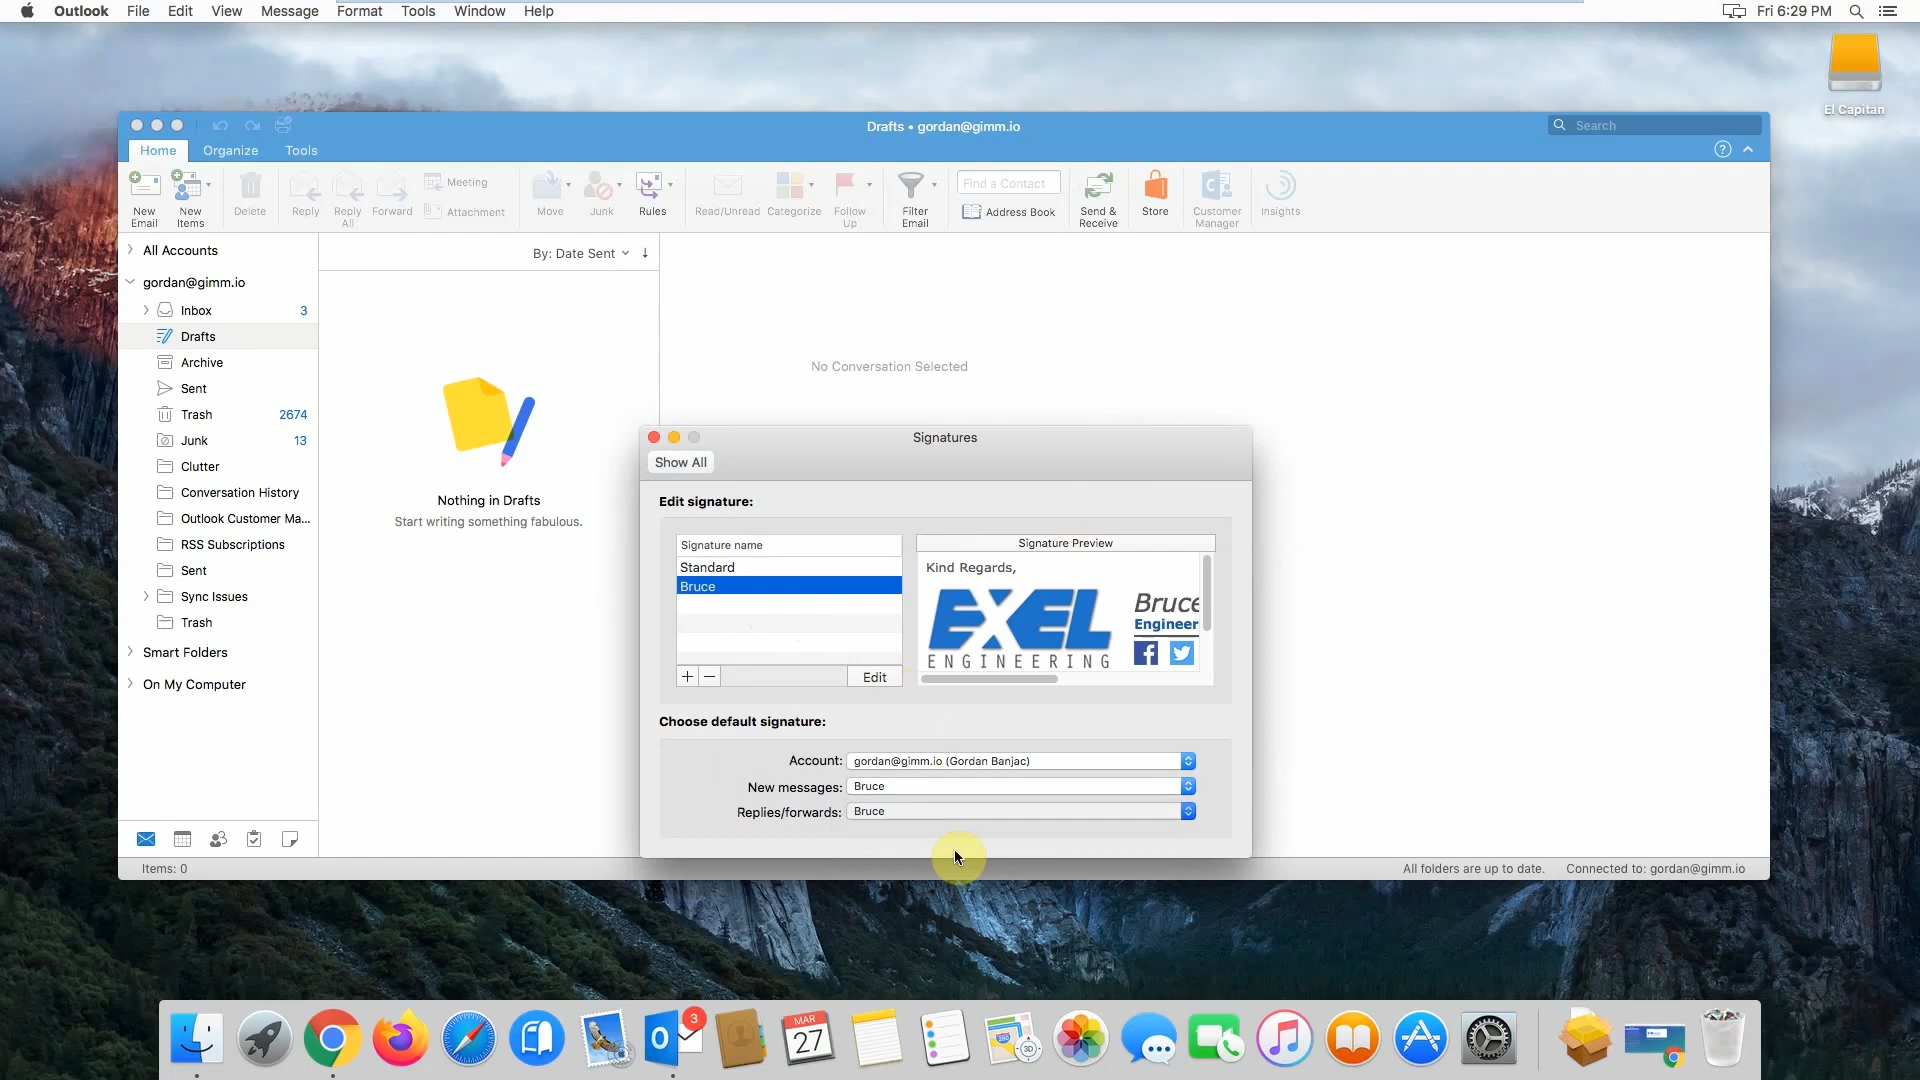 Outlook File Edit View Message Format Tools Window Help
Fri 6:29 PM
El Capitan
Drafts • gordan@gimm.io
Search
Home Organize Tools
?
New Email
New Items
Delete
Reply
Reply All
Forward
Meeting
Attachment
Move
Junk
Rules
Read/Unread
Categorize
Follow Up
Filter Email
Find a Contact
Address Book
Send & Receive
Store
Customer Manager
Insights
All Accounts
gordan@gimm.io
Inbox 3
Drafts
Archive
Sent
Trash 2674
Junk 13
Clutter
Conversation History
Outlook Customer Ma...
RSS Subscriptions
Sent
Sync Issues
Trash
Smart Folders
On My Computer
By: Date Sent ↓
Nothing in Drafts
Start writing something fabulous.
No Conversation Selected
Signatures
Show All
Edit signature:
Signature name
Standard
Bruce
+ − Edit
Signature Preview
Kind Regards,
EXEL
ENGINEERING
Bruce
Engineer
Choose default signature:
Account: gordan@gimm.io (Gordan Banjac)
New messages: Bruce
Replies/forwards: Bruce
Items: 0
All folders are up to date. Connected to: gordan@gimm.io
3
MAR
27
280
3D